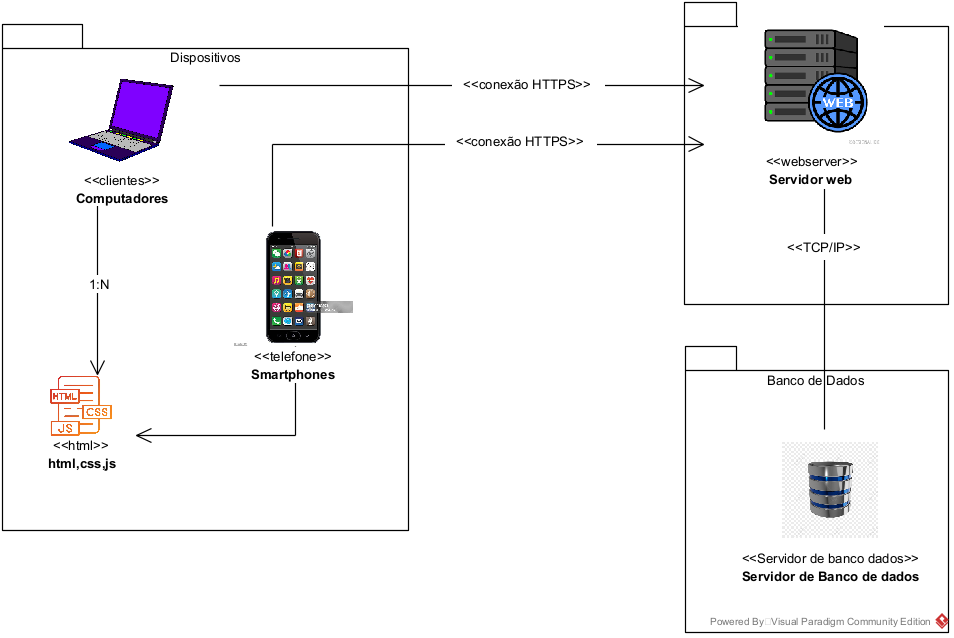 Dispositivos
<<conexão HTTPS>>
<<conexão HTTPS>>
WEB
<<webserver>>
Servidor web
<<clientes>>
Computadores
<<TCP/IP>>
1:N
<<telefone>>
Smartphones
HTML
CSS
JS
<<html>>
html,css,js
Banco de Dados
<<Servidor de banco dados>>
Servidor de Banco de dados
Powered By Visual Paradigm Community Edition